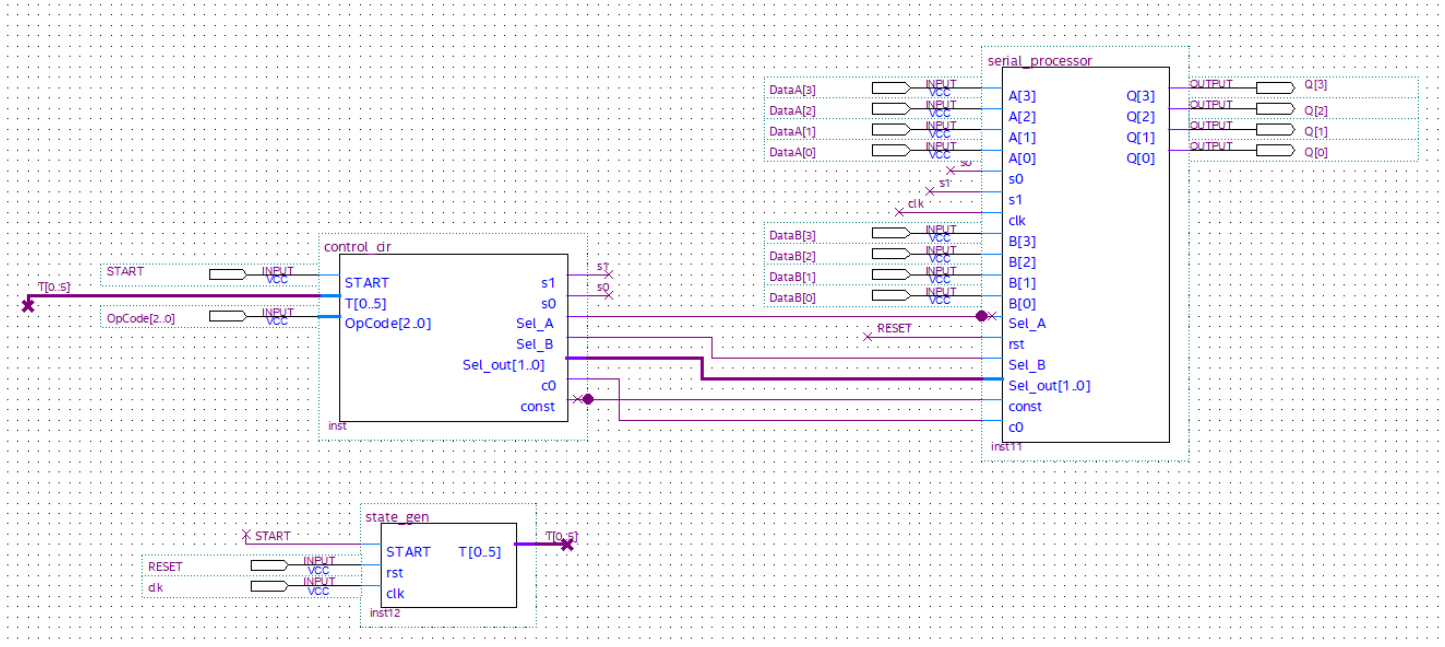 serial_processor
DataA[3] INPUT VCC A[3] Q[3] OUTPUT Q[3]
DataA[2] INPUT VCC A[2] Q[2] OUTPUT Q[2]
DataA[1] INPUT VCC A[1] Q[1] OUTPUT Q[1]
DataA[0] INPUT VCC A[0] Q[0] OUTPUT Q[0]
s0 s0
s1 s1
clk clk
DataB[3] INPUT VCC B[3]
DataB[2] INPUT VCC B[2]
DataB[1] INPUT VCC B[1]
DataB[0] INPUT VCC B[0]
Sel_A
RESET rst
Sel_B
Sel_out[1..0]
const
c0
inst11
control_cir
START INPUT VCC START s1 s1
T[0..5] T[0..5] s0 s0
OpCode[2..0] INPUT VCC OpCode[2..0] Sel_A
Sel_B
Sel_out[1..0]
c0
const
inst
state_gen
START START T[0..5] T[0..5]
RESET INPUT VCC rst
clk INPUT VCC clk
inst12